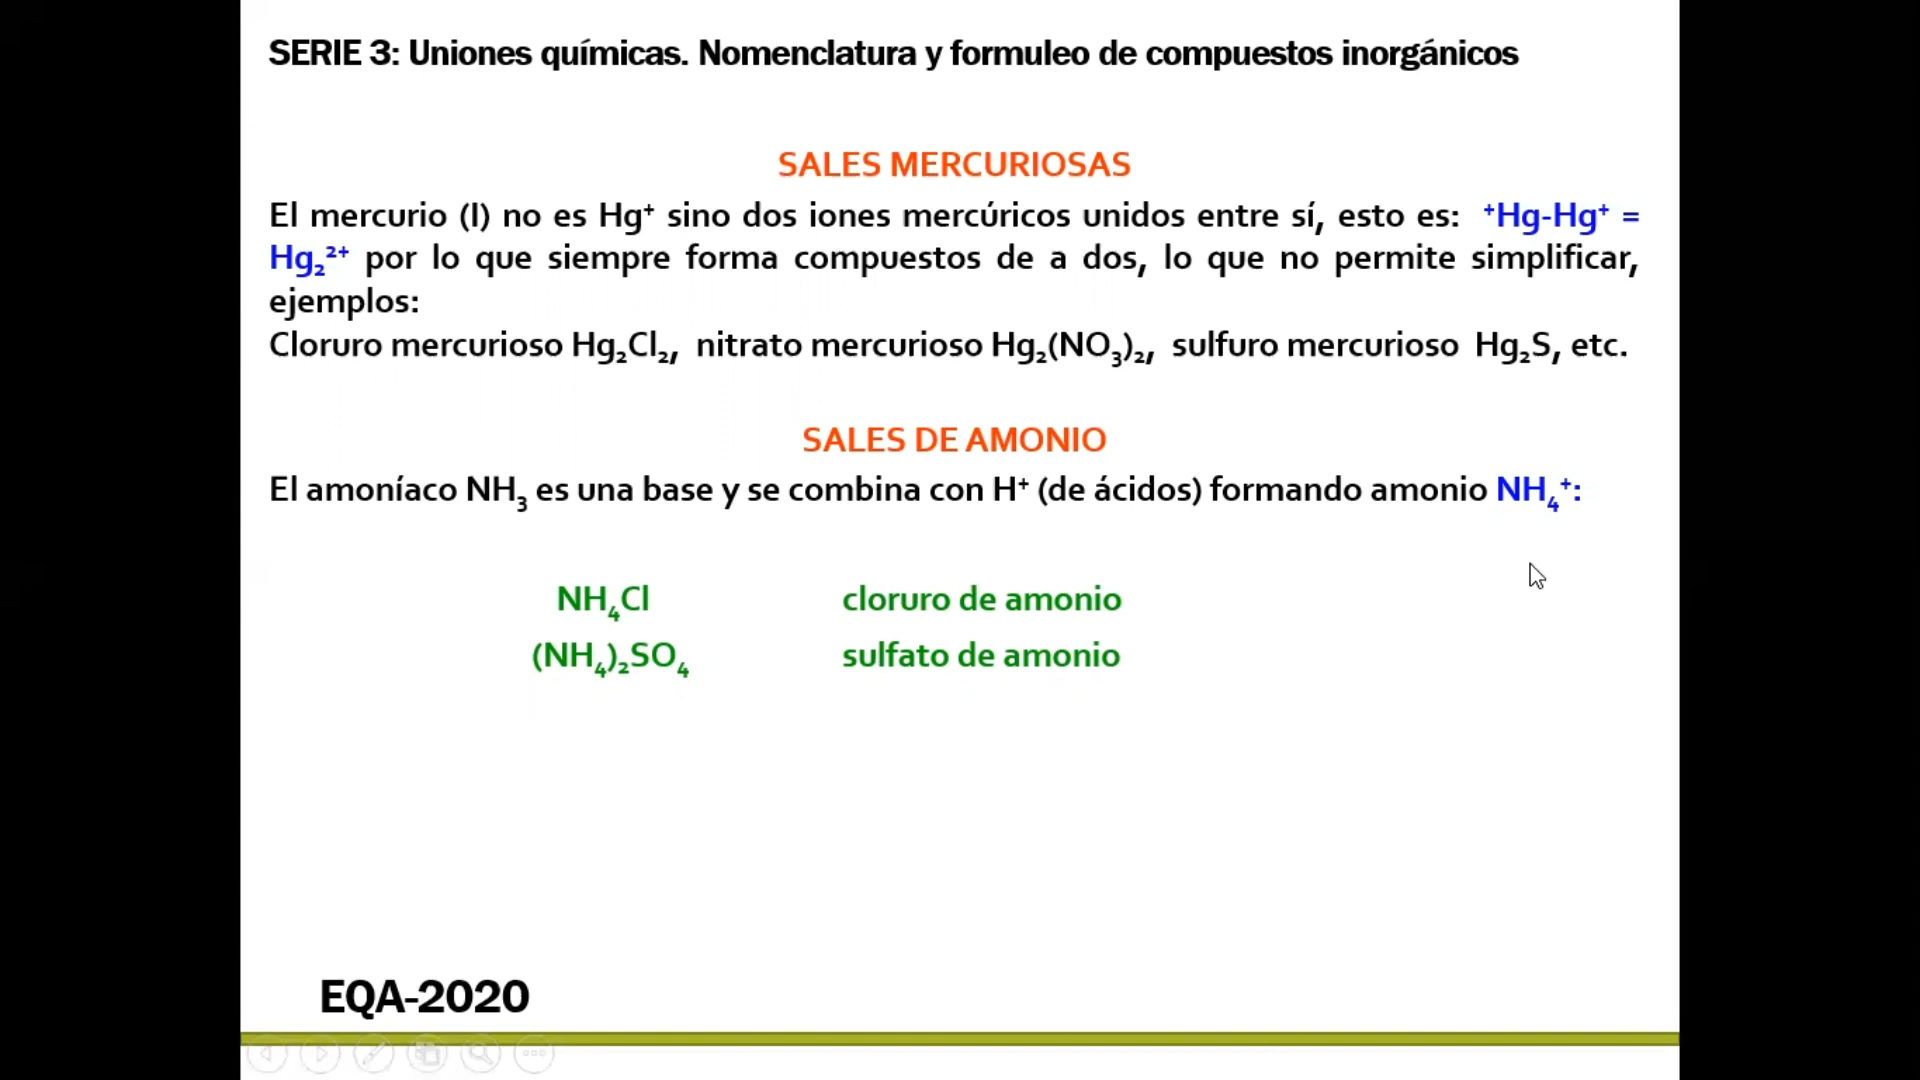 SERIE 3: Uniones químicas. Nomenclatura y formuleo de compuestos inorgánicos
SALES MERCURIOSAS
El mercurio (I) no es Hg⁺ sino dos iones mercúricos unidos entre sí, esto es: ⁺Hg-Hg⁺ =
Hg₂²⁺ por lo que siempre forma compuestos de a dos, lo que no permite simplificar,
ejemplos:
Cloruro mercurioso Hg₂Cl₂, nitrato mercurioso Hg₂(NO₃)₂, sulfuro mercurioso Hg₂S, etc.
SALES DE AMONIO
El amoníaco NH₃ es una base y se combina con H⁺ (de ácidos) formando amonio NH₄⁺:
NH₄Cl cloruro de amonio
(NH₄)₂SO₄ sulfato de amonio
EQA-2020